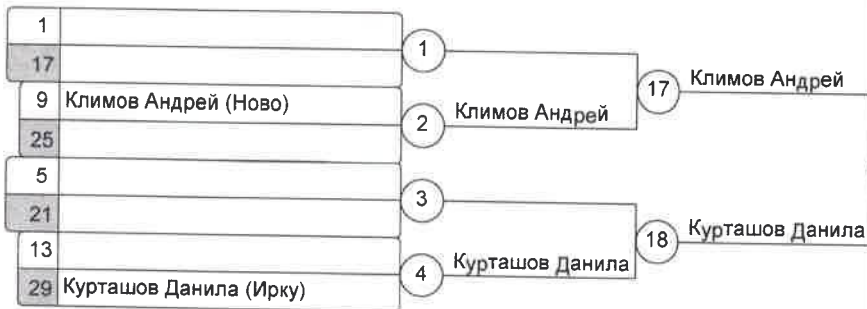 1
17
1
9 Климов Андрей (Ново)
25
2 Климов Андрей
17 Климов Андрей
5
21
3
13
29 Курташов Данила (Ирку)
4 Курташов Данила
18 Курташов Данила